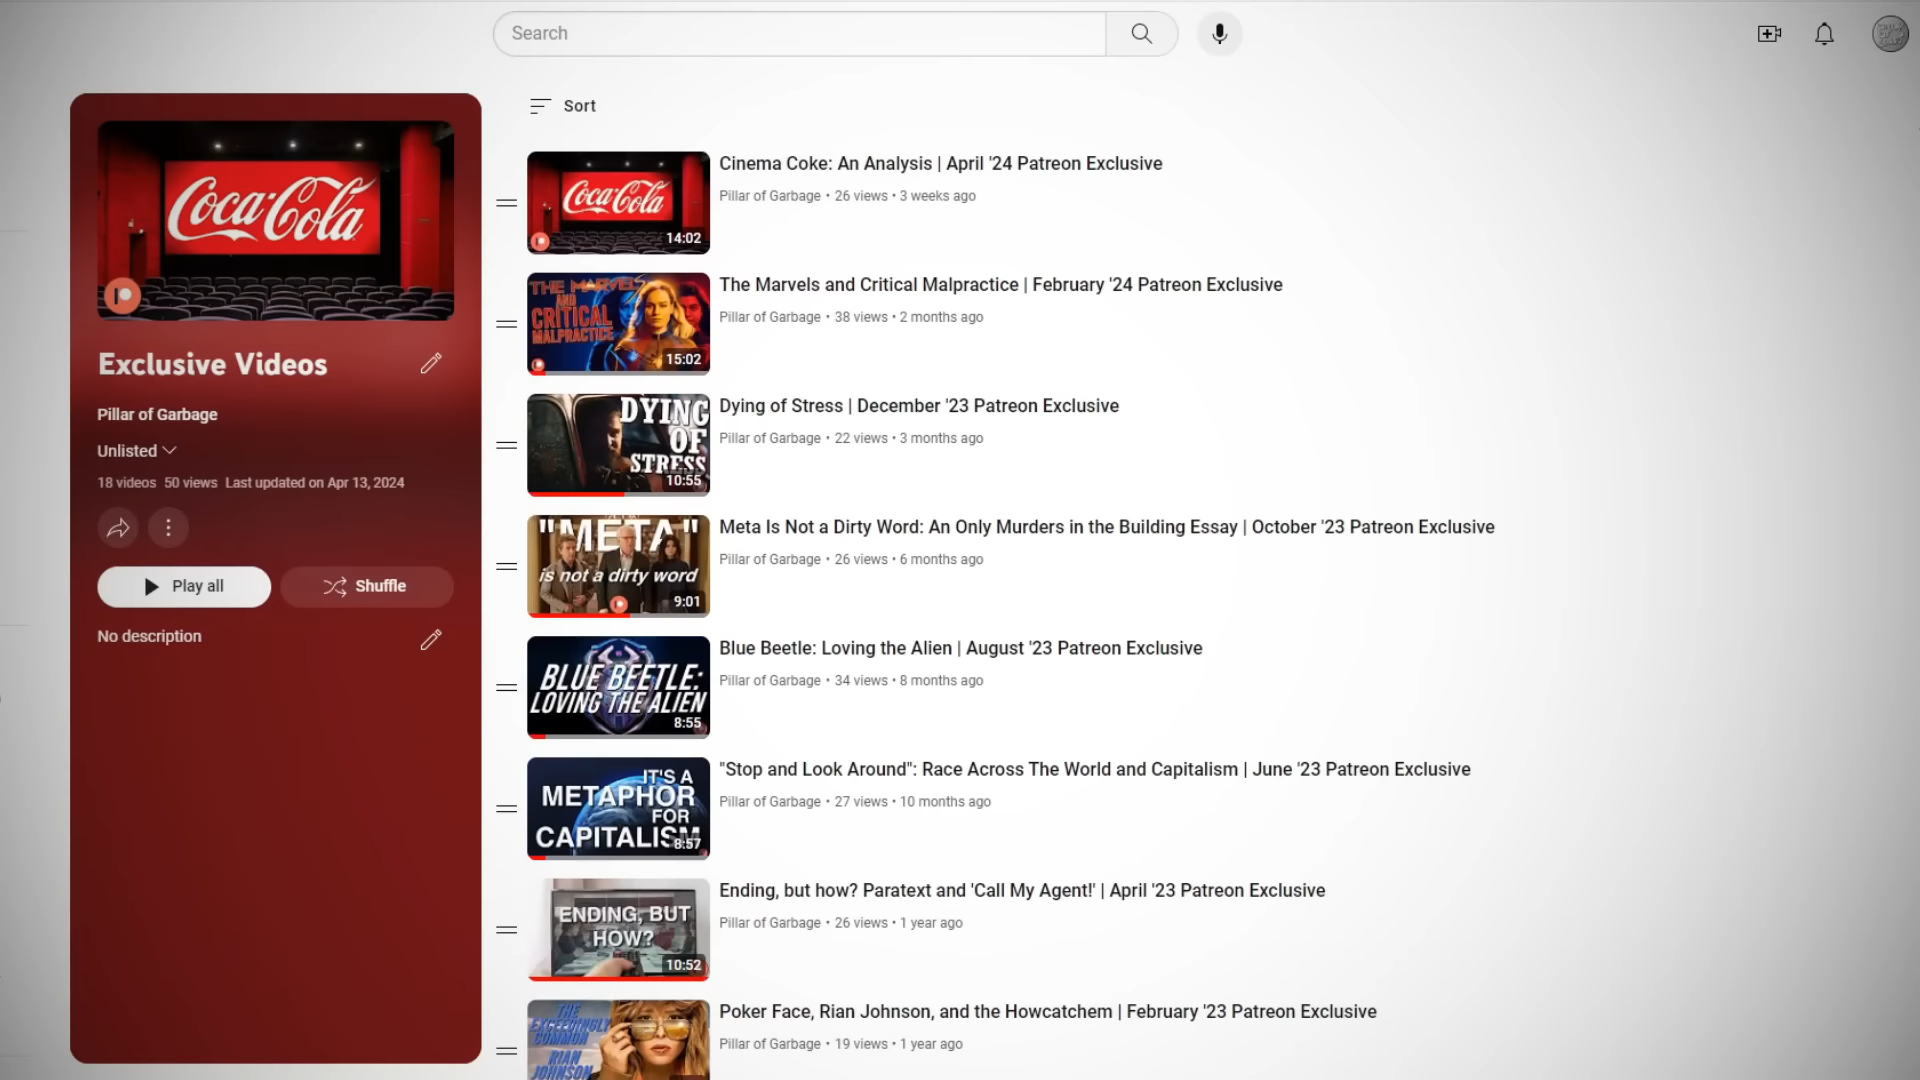 Search
Coca-Cola
Exclusive Videos
Pillar of Garbage
Unlisted
18 videos 50 views Last updated on Apr 13, 2024
Play all
Shuffle
No description
Sort
Coca-Cola
14:02
Cinema Coke: An Analysis | April '24 Patreon Exclusive
Pillar of Garbage • 26 views • 3 weeks ago
THE MARVELS
AND
CRITICAL
MALPRACTICE
15:02
The Marvels and Critical Malpractice | February '24 Patreon Exclusive
Pillar of Garbage • 38 views • 2 months ago
DYING
OF
STRESS
10:55
Dying of Stress | December '23 Patreon Exclusive
Pillar of Garbage • 22 views • 3 months ago
"META"
is not a dirty word
9:01
Meta Is Not a Dirty Word: An Only Murders in the Building Essay | October '23 Patreon Exclusive
Pillar of Garbage • 26 views • 6 months ago
BLUE BEETLE:
LOVING THE ALIEN
8:55
Blue Beetle: Loving the Alien | August '23 Patreon Exclusive
Pillar of Garbage • 34 views • 8 months ago
IT'S A
METAPHOR
FOR
CAPITALISM
8:57
"Stop and Look Around": Race Across The World and Capitalism | June '23 Patreon Exclusive
Pillar of Garbage • 27 views • 10 months ago
ENDING, BUT
HOW?
10:52
Ending, but how? Paratext and 'Call My Agent!' | April '23 Patreon Exclusive
Pillar of Garbage • 26 views • 1 year ago
THE
EXCEEDINGLY
COMMON
RIAN
JOHNSON
Poker Face, Rian Johnson, and the Howcatchem | February '23 Patreon Exclusive
Pillar of Garbage • 19 views • 1 year ago